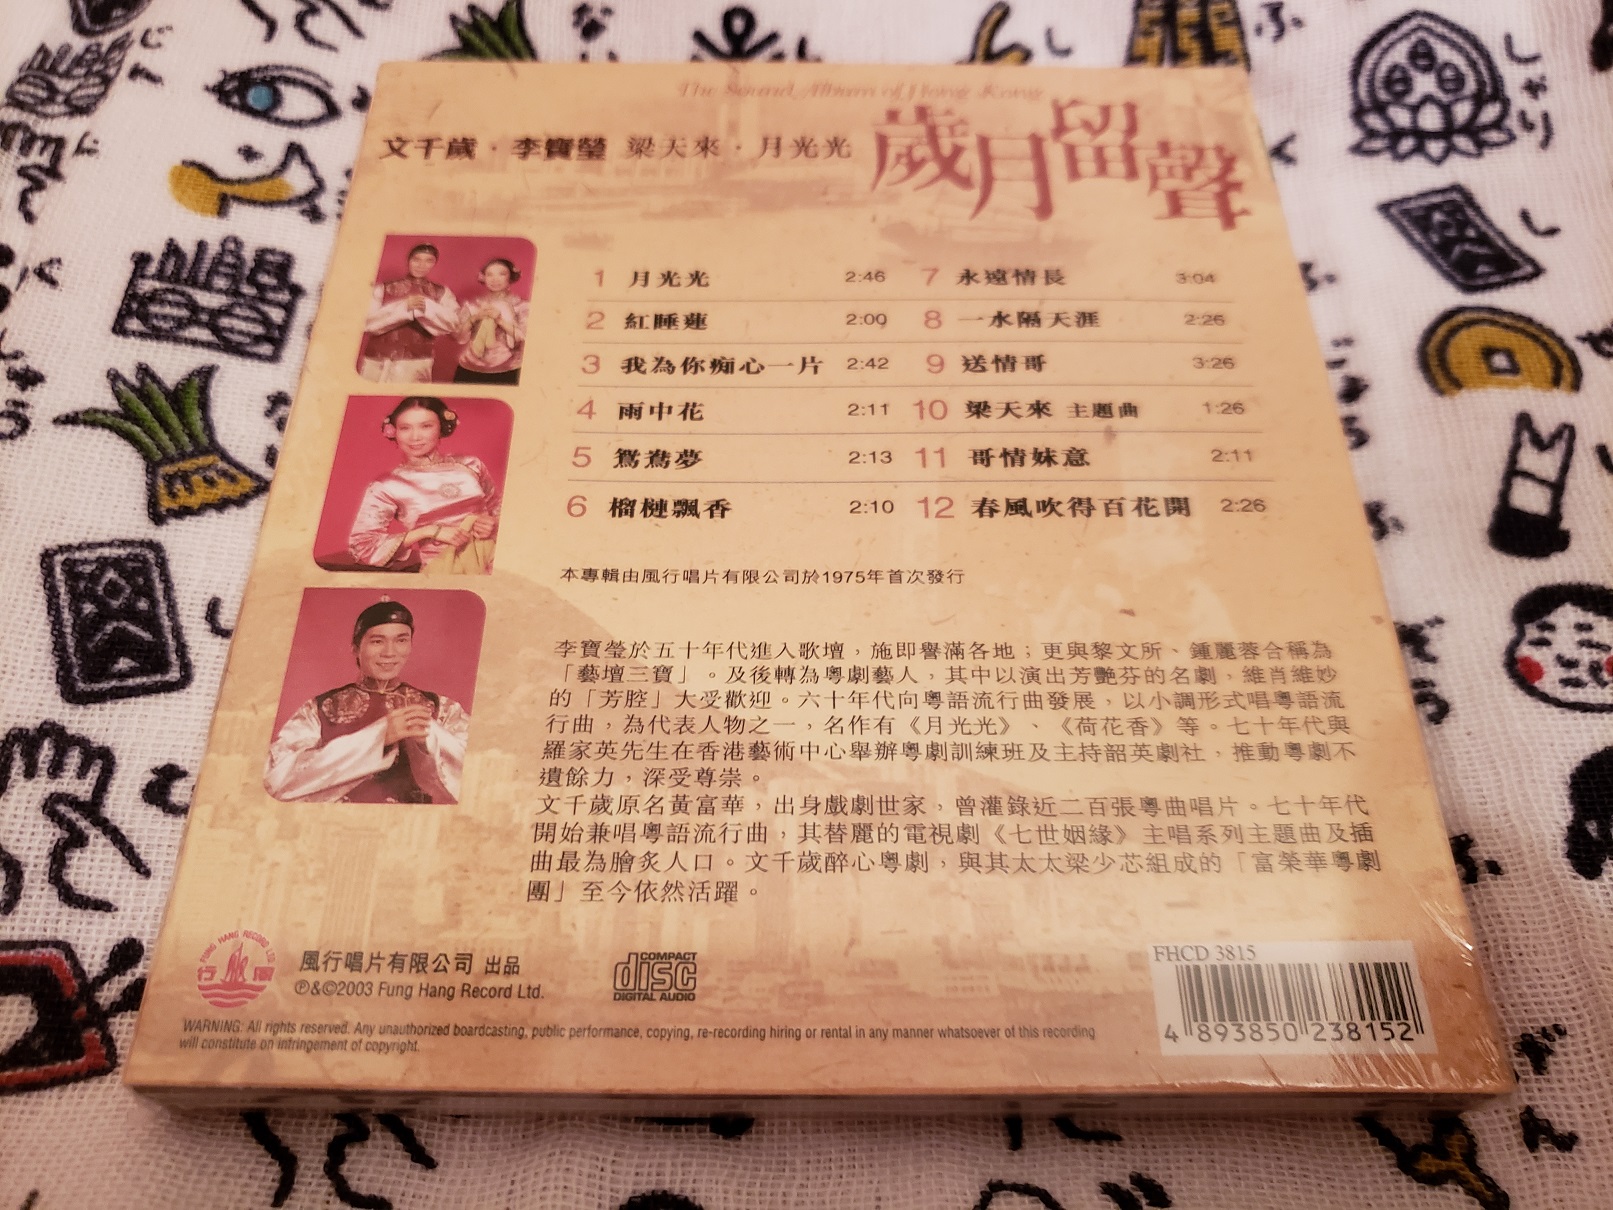 The Sound Album of Hong Kong
歲月留聲
文千歲・李寶瑩 梁天來・月光光
1 月光光 2:46
2 紅睡蓮 2:00
3 我為你痴心一片 2:42
4 雨中花 2:11
5 鴛鴦夢 2:13
6 榴槤飄香 2:10
7 永遠情長 3:04
8 一水隔天涯 2:26
9 送情哥 3:26
10 梁天來 主題曲 1:26
11 哥情妹意 2:11
12 春風吹得百花開 2:26
本專輯由風行唱片有限公司於1975年首次發行
李寶瑩於五十年代進入歌壇，施即譽滿各地；更與黎文所、鍾麗蓉合稱為
「藝壇三寶」。及後轉為粵劇藝人，其中以演出芳艷芬的名劇，維肖維妙
的「芳腔」大受歡迎。六十年代向粵語流行曲發展，以小調形式唱粵語流
行曲，為代表人物之一，名作有《月光光》、《荷花香》等。七十年代與
羅家英先生在香港藝術中心舉辦粵劇訓練班及主持韶英劇社，推動粵劇不
遺餘力，深受尊崇。
文千歲原名黃富華，出身戲劇世家，曾灌錄近二百張粵曲唱片。七十年代
開始兼唱粵語流行曲，其替麗的電視劇《七世姻緣》主唱系列主題曲及插
曲最為膾炙人口。文千歲醉心粵劇，與其太太梁少芯組成的「富榮華粵劇
團」至今依然活躍。
FUNG HANG RECORD LTD.
行 風
風行唱片有限公司 出品
℗&©2003 Fung Hang Record Ltd.
COMPACT
disc
DIGITAL AUDIO
FHCD 3815
4 893850 238152
WARNING: All rights reserved. Any unauthorized boardcasting, public performance, copying, re-recording hiring or rental in any manner whatsoever of this recording
will constitute on infringement of copyright.